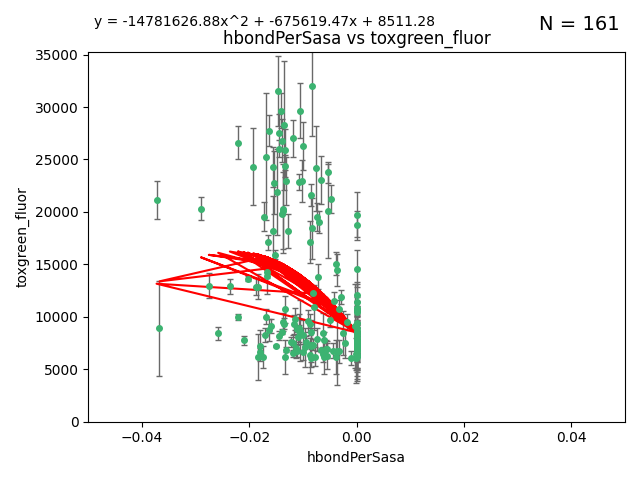 y = -14781626.88x^2 + -675619.47x + 8511.28
N = 161
hbondPerSasa vs toxgreen_fluor
35000
30000
25000
20000
15000
10000
5000
0
toxgreen_fluor
−0.04
−0.02
0.00
0.02
0.04
hbondPerSasa